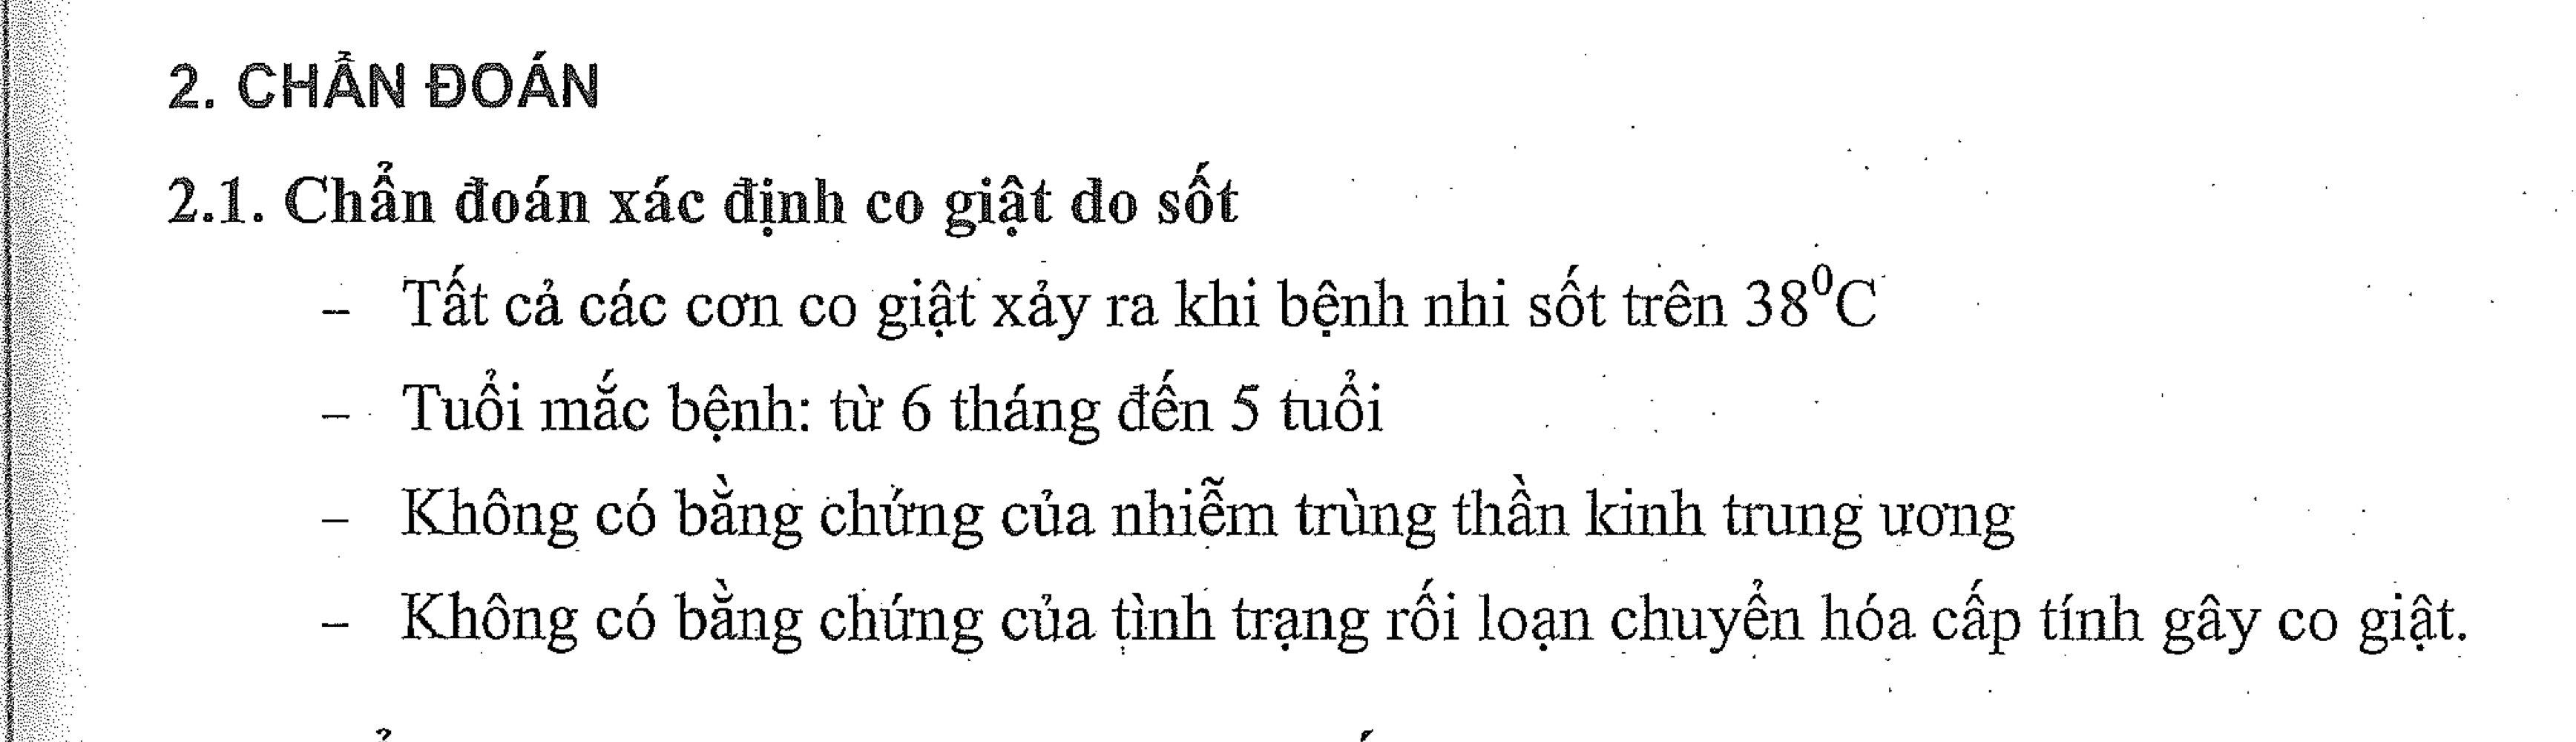 2. CHẨN ĐOÁN
2.1. Chẩn đoán xác định co giật do sốt
– Tất cả các cơn co giật xảy ra khi bệnh nhi sốt trên 38⁰C
– Tuổi mắc bệnh: từ 6 tháng đến 5 tuổi
– Không có bằng chứng của nhiễm trùng thần kinh trung ương
– Không có bằng chứng của tình trạng rối loạn chuyển hóa cấp tính gây co giật.